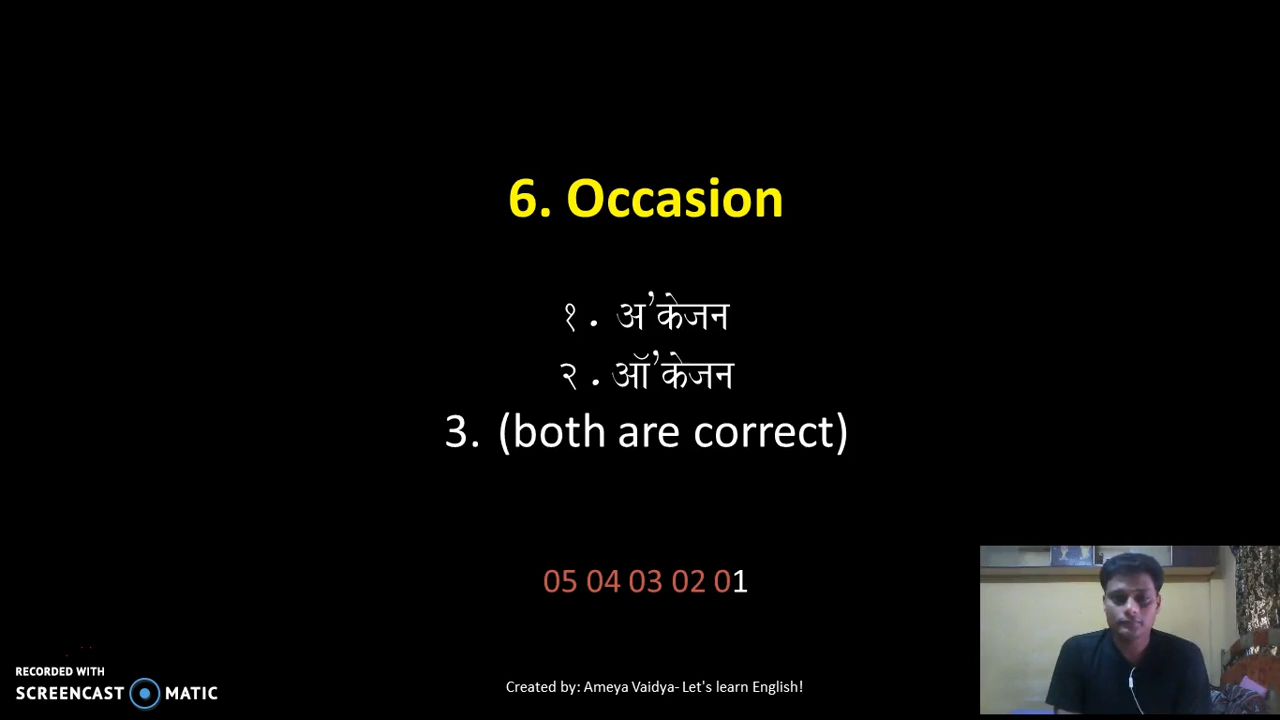 6. Occasion
१. अ’केजन
२. ऑ’केजन
3. (both are correct)
05 04 03 02 01
RECORDED WITH
SCREENCAST MATIC
Created by: Ameya Vaidya- Let's learn English!